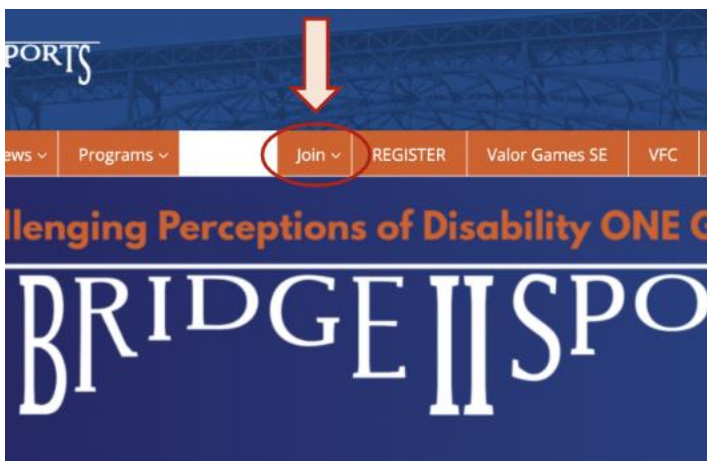 PORTS
ews Programs Join REGISTER Valor Games SE VFC
llenging Perceptions of Disability ONE G
BRIDGE II SPO